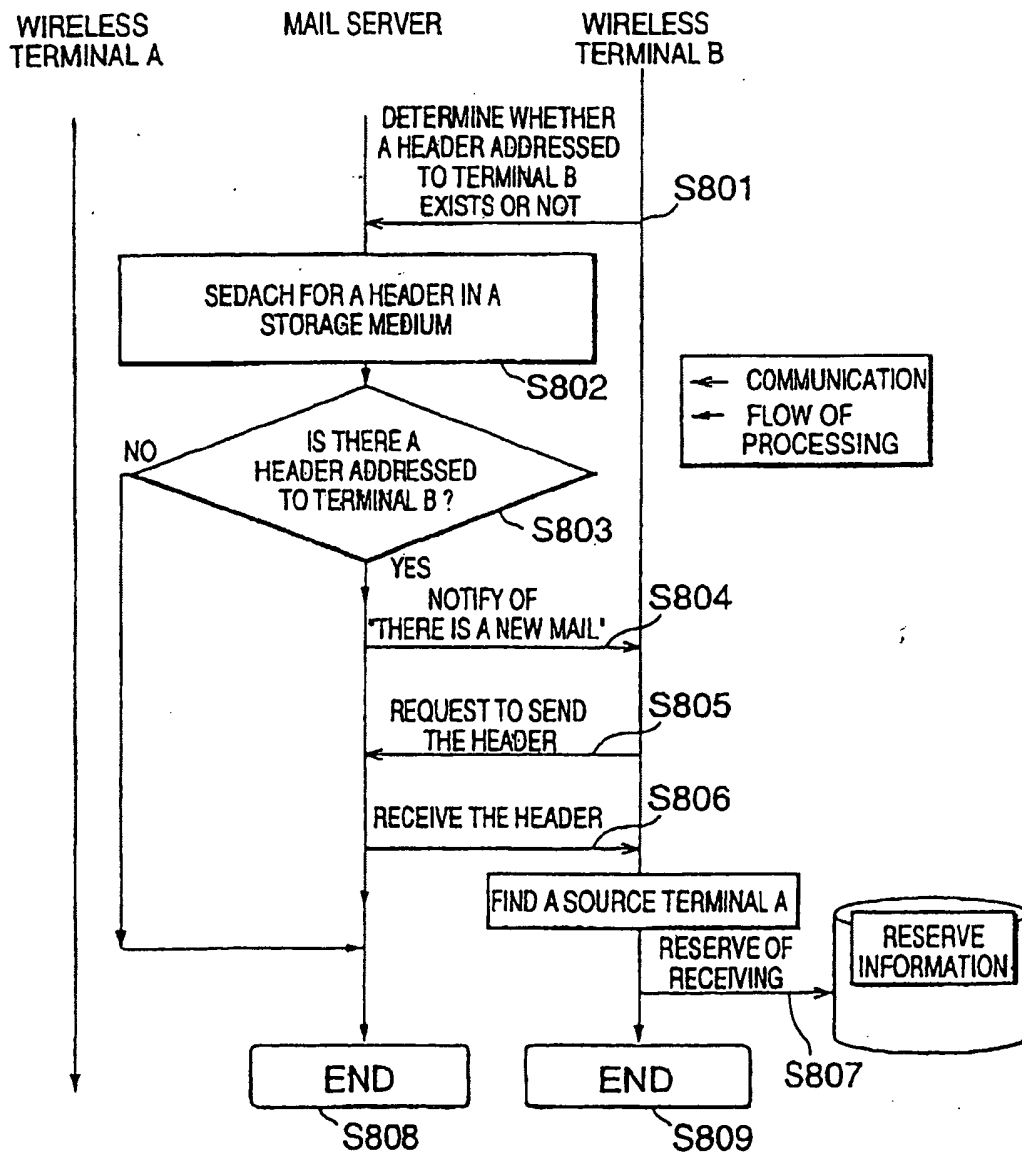 WIRELESS
TERMINAL A
MAIL SERVER
WIRELESS
TERMINAL B
DETERMINE WHETHER
A HEADER ADDRESSED
TO TERMINAL B
EXISTS OR NOT
S801
SEDACH FOR A HEADER IN A
STORAGE MEDIUM
S802
COMMUNICATION
FLOW OF
PROCESSING
NO
IS THERE A
HEADER ADDRESSED
TO TERMINAL B ?
S803
YES
NOTIFY OF
"THERE IS A NEW MAIL"
S804
REQUEST TO SEND
THE HEADER
S805
RECEIVE THE HEADER
S806
FIND A SOURCE TERMINAL A
RESERVE OF
RECEIVING
RESERVE
INFORMATION
S807
END
S808
END
S809